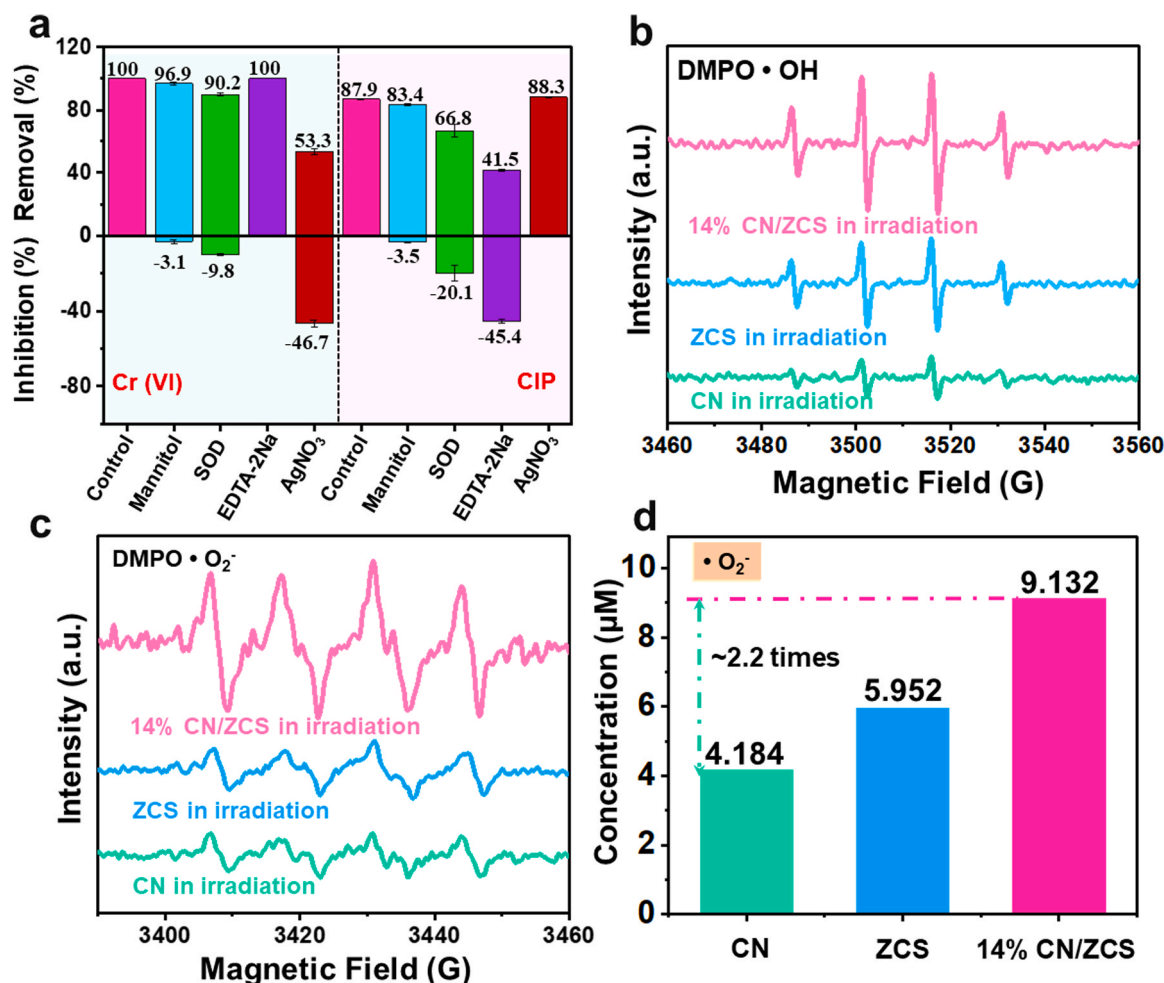 a
120
80
40
0
-40
-80
Inhibition (%) Removal (%)
100
96.9
90.2
100
53.3
87.9
83.4
66.8
41.5
88.3
-3.1
-9.8
-46.7
-3.5
-20.1
-45.4
Cr (VI)
CIP
Control
Mannitol
SOD
EDTA-2Na
AgNO₃
Control
Mannitol
SOD
EDTA-2Na
AgNO₃
b
DMPO • OH
Intensity (a.u.)
14% CN/ZCS in irradiation
ZCS in irradiation
CN in irradiation
3460 3480 3500 3520 3540 3560
Magnetic Field (G)
c
DMPO • O₂⁻
Intensity (a.u.)
14% CN/ZCS in irradiation
ZCS in irradiation
CN in irradiation
3400 3420 3440 3460
Magnetic Field (G)
d
• O₂⁻
Concentration (μM)
10
8
6
4
2
0
~2.2 times
4.184
5.952
9.132
CN ZCS 14% CN/ZCS